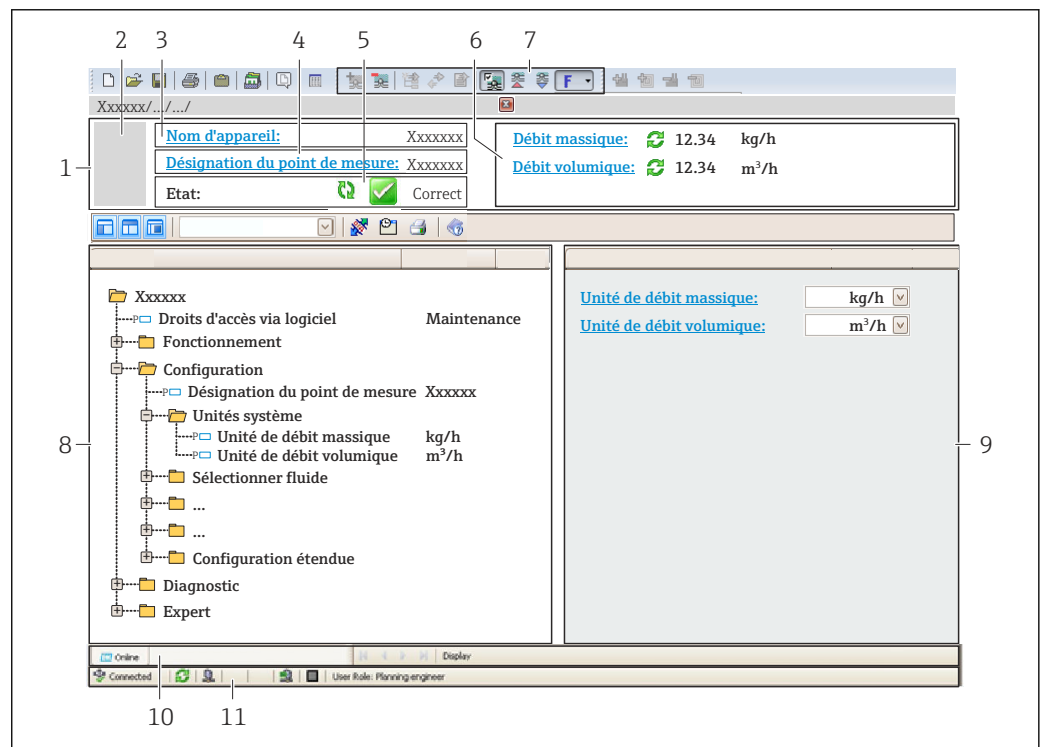 2 3 4 5 6 7
F
Xxxxxx/.../.../
1
Nom d'appareil: Xxxxxxx
Désignation du point de mesure: Xxxxxxx
Etat: Correct
Débit massique: 12.34 kg/h
Débit volumique: 12.34 m³/h
Xxxxxx
P Droits d'accès via logiciel Maintenance
Fonctionnement
Configuration
P Désignation du point de mesure Xxxxxx
Unités système
P Unité de débit massique kg/h
P Unité de débit volumique m³/h
Sélectionner fluide
...
...
Configuration étendue
Diagnostic
Expert
8
Unité de débit massique: kg/h
Unité de débit volumique: m³/h
9
Online Display
Connected User Role: Planning engineer
10 11